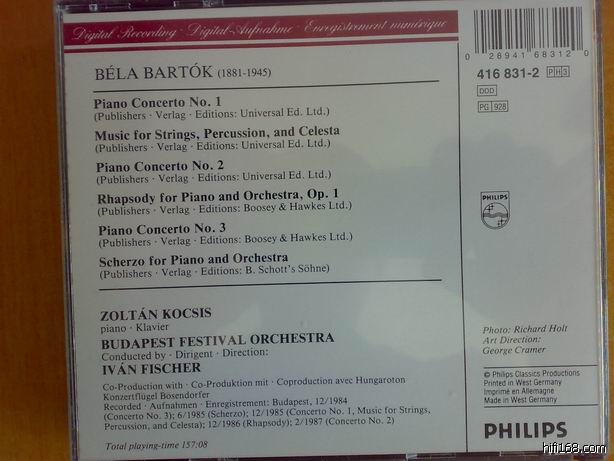 Digital Recording · Digital-Aufnahme · Enregistrement numérique
BÉLA BARTÓK (1881-1945)
Piano Concerto No. 1
(Publishers · Verlag · Editions: Universal Ed. Ltd.)
Music for Strings, Percussion, and Celesta
(Publishers · Verlag · Editions: Universal Ed. Ltd.)
Piano Concerto No. 2
(Publishers · Verlag · Editions: Universal Ed. Ltd.)
Rhapsody for Piano and Orchestra, Op. 1
(Publishers · Verlag · Editions: Boosey & Hawkes Ltd.)
Piano Concerto No. 3
(Publishers · Verlag · Editions: Boosey & Hawkes Ltd.)
Scherzo for Piano and Orchestra
(Publishers · Verlag · Editions: B. Schott's Söhne)
ZOLTÁN KOCSIS
piano · Klavier
BUDAPEST FESTIVAL ORCHESTRA
Conducted by · Dirigent · Direction:
IVÁN FISCHER
Co-Production with · Co-Produktion mit · Coproduction avec Hungaroton
Konzertflügel Bösendorfer
Recorded · Aufnahmen · Enregistrement: Budapest, 12/1984
(Concerto No. 3); 6/1985 (Scherzo); 12/1985 (Concerto No. 1, Music for Strings,
Percussion, and Celesta); 12/1986 (Rhapsody); 2/1987 (Concerto No. 2)
Total playing-time 157:08
0 28941 68312 0
416 831-2 PH3
DDD
PG 928
PHILIPS
Photo: Richard Holt
Art Direction:
George Cramer
℗ Philips Classics Productions
Printed in West Germany
Imprimé en Allemagne
Made in West Germany
PHILIPS
hifi168.com